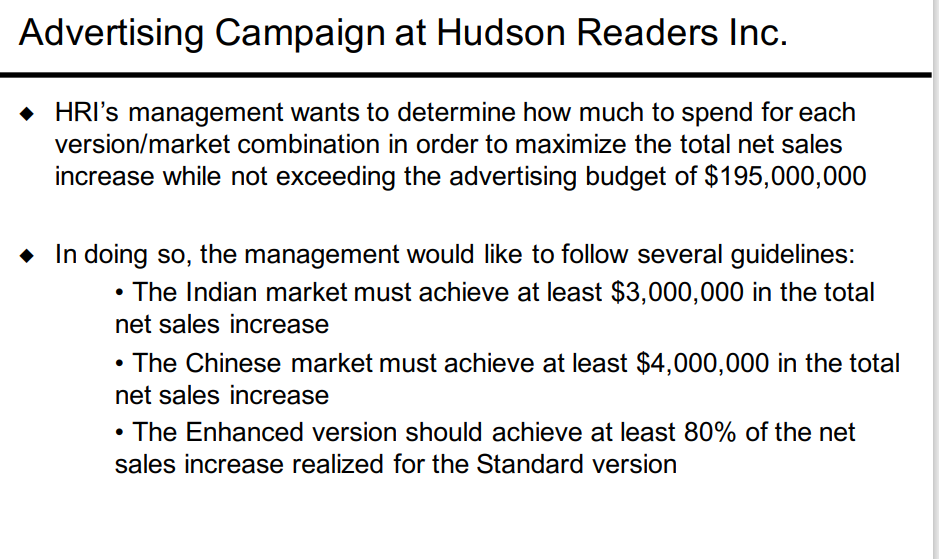 Advertising Campaign at Hudson Readers Inc.
◆ HRI's management wants to determine how much to spend for each
version/market combination in order to maximize the total net sales
increase while not exceeding the advertising budget of $195,000,000
◆ In doing so, the management would like to follow several guidelines:
• The Indian market must achieve at least $3,000,000 in the total
net sales increase
• The Chinese market must achieve at least $4,000,000 in the total
net sales increase
• The Enhanced version should achieve at least 80% of the net
sales increase realized for the Standard version